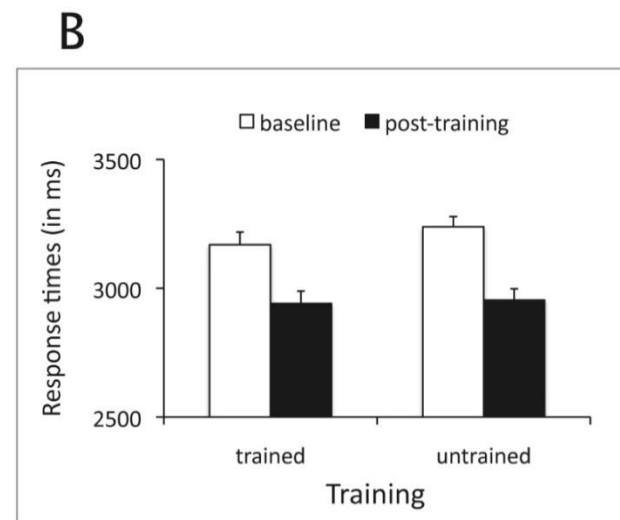 B
baseline post-training
Response times (in ms)
3500
3000
2500
trained untrained
Training